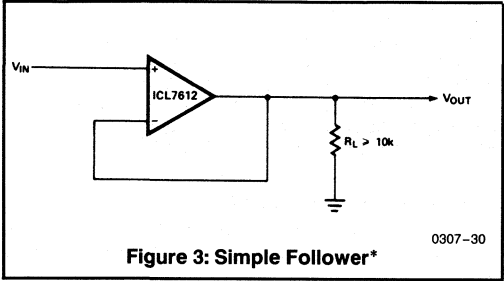 VIN
+
ICL7612
−
VOUT
RL > 10k
0307–30
Figure 3: Simple Follower*